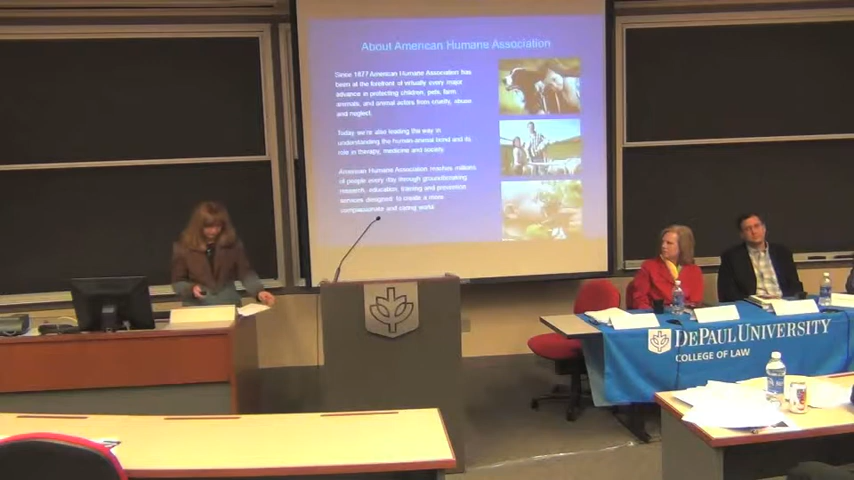 About American Humane Association
Since 1877 American Humane Association has
been at the forefront of virtually every major
advance in protecting children, pets, farm
animals, and animal actors from cruelty, abuse
and neglect.
Today we're also leading the way in
understanding the human-animal bond and its
role in therapy, medicine and society.
American Humane Association reaches millions
of people every day through groundbreaking
research, education, training and prevention
services designed to create a more
compassionate and caring world.
DEPAUL UNIVERSITY
COLLEGE OF LAW